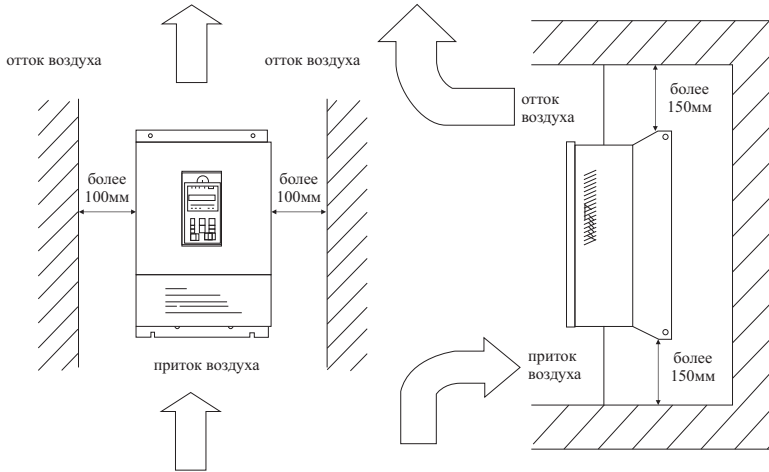 отток воздуха
отток воздуха
более
100мм
более
100мм
приток воздуха
отток
воздуха
более
150мм
приток
воздуха
более
150мм